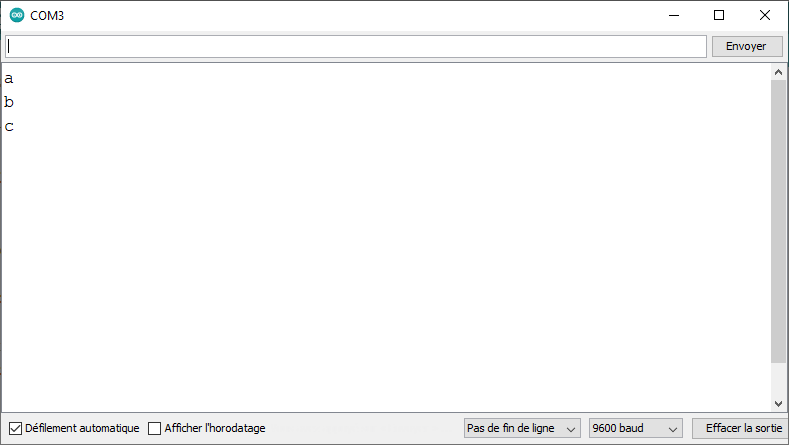 COM3
Envoyer
a
b
c
Défilement automatique Afficher l'horodatage Pas de fin de ligne 9600 baud Effacer la sortie